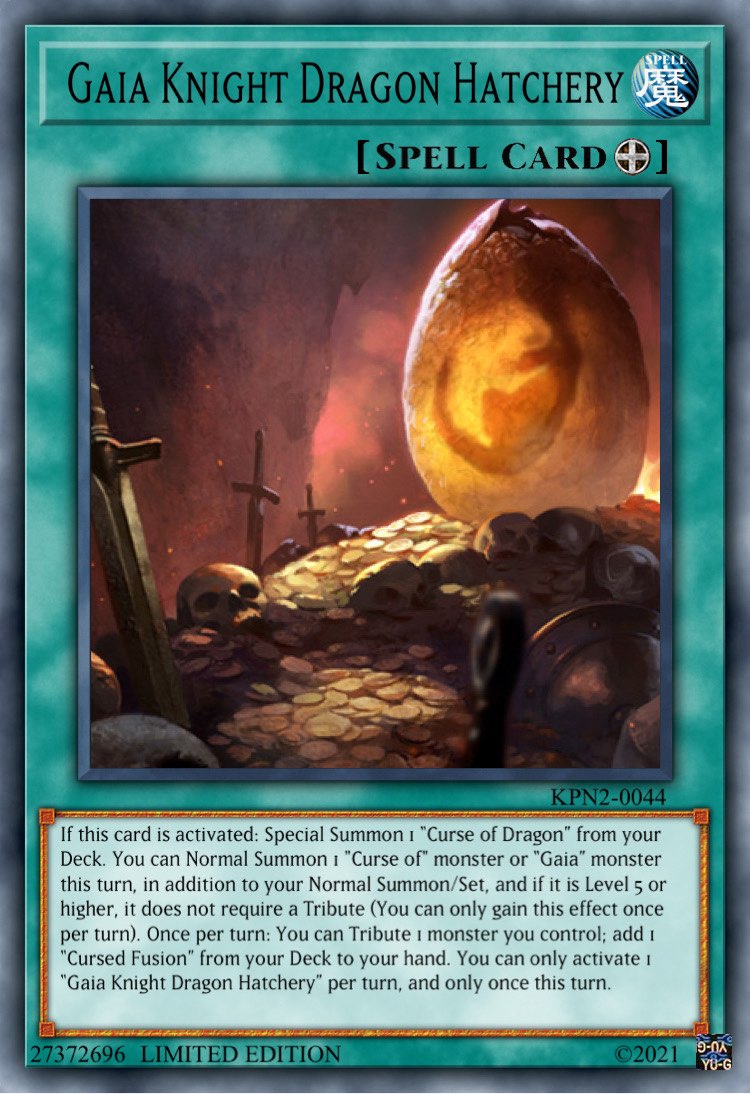 GAIA KNIGHT DRAGON HATCHERY
SPELL
魔
[SPELL CARD]
KPN2-0044
If this card is activated: Special Summon 1 "Curse of Dragon" from your
Deck. You can Normal Summon 1 "Curse of" monster or "Gaia" monster
this turn, in addition to your Normal Summon/Set, and if it is Level 5 or
higher, it does not require a Tribute (You can only gain this effect once
per turn). Once per turn: You can Tribute 1 monster you control; add 1
"Cursed Fusion" from your Deck to your hand. You can only activate 1
"Gaia Knight Dragon Hatchery" per turn, and only once this turn.
27372696 LIMITED EDITION
©2021
YU-G
YU-G